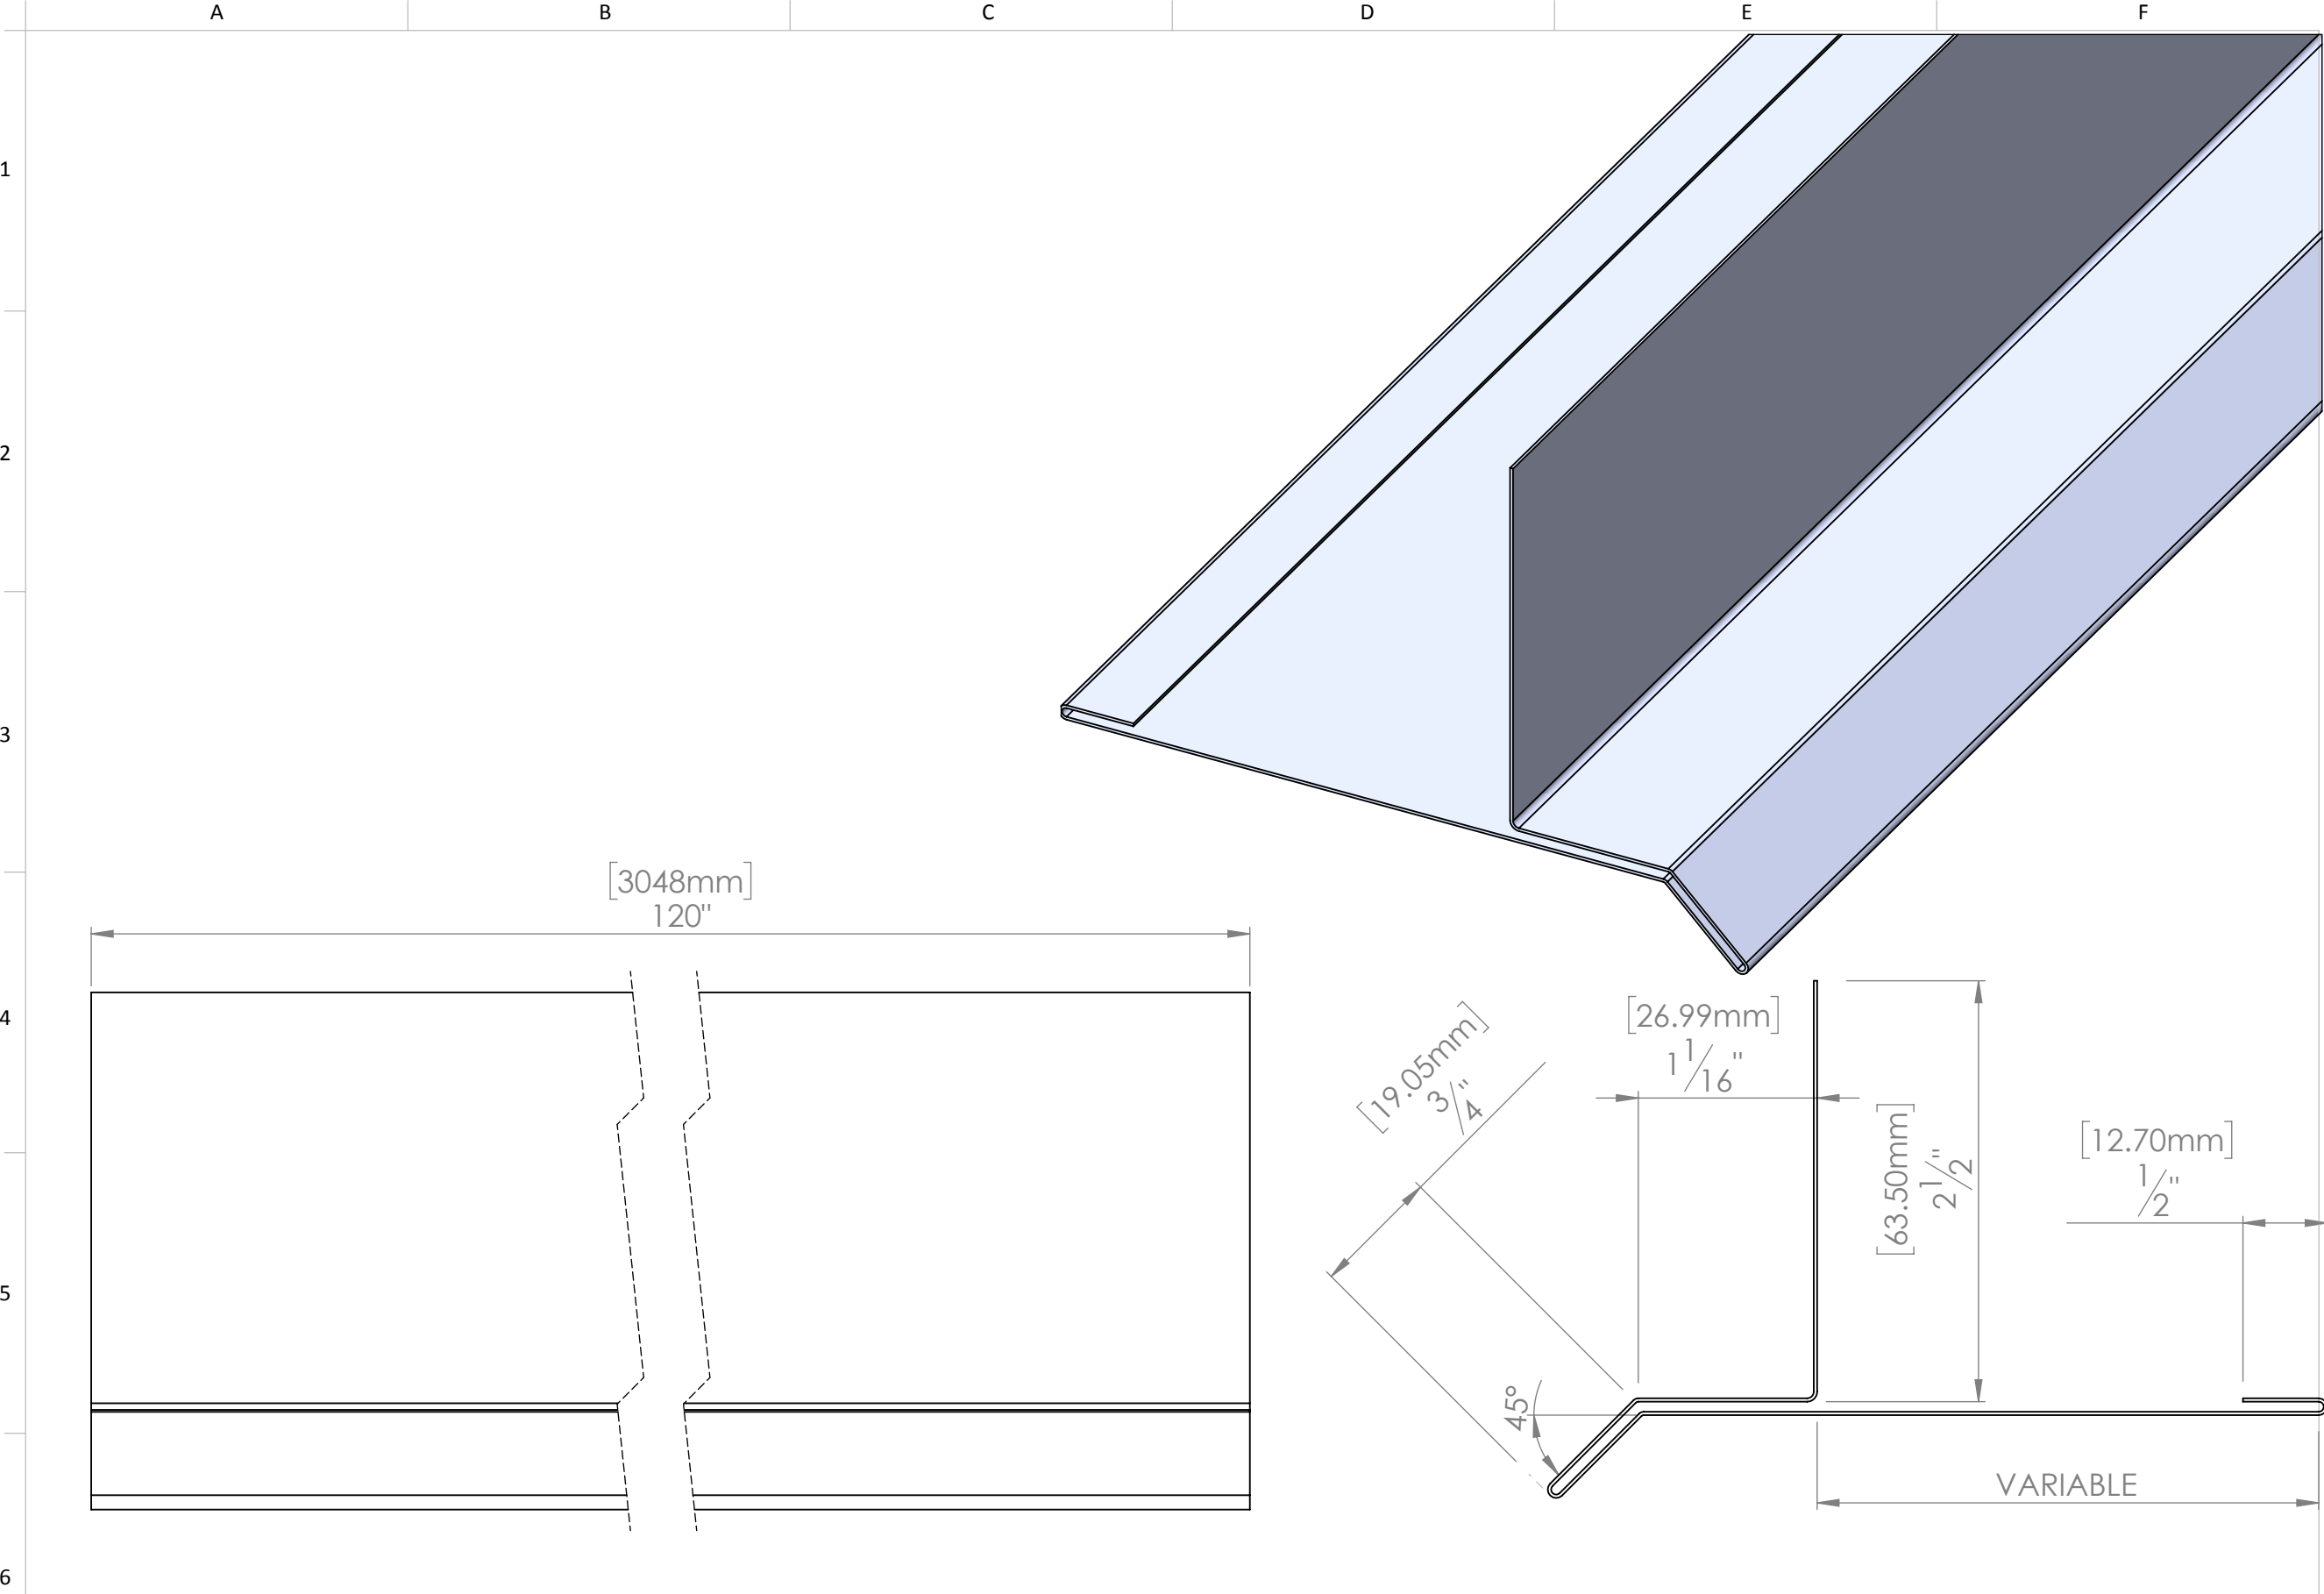 A B C D E F
1
2
3
[3048mm]
120"
4
[19.05mm]
3/4"
[26.99mm]
1 1/16"
[63.50mm]
2 1/2"
[12.70mm]
1/2"
5
45°
VARIABLE
6